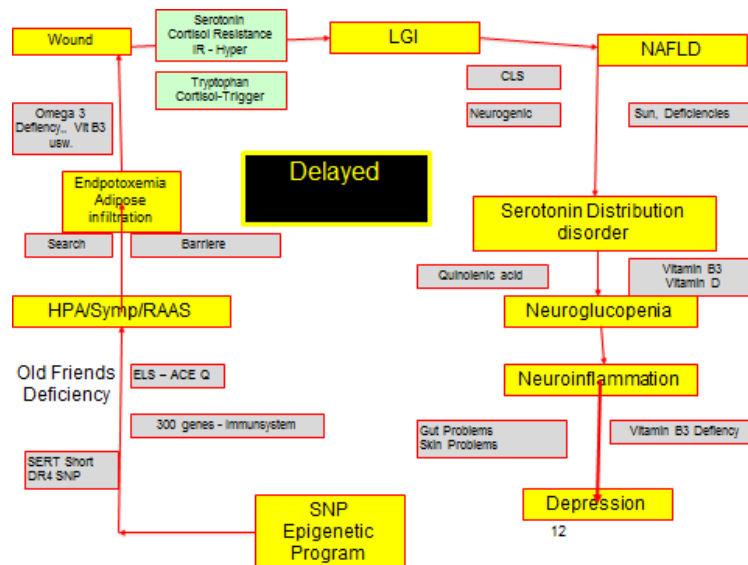 Wound
Serotonin
Cortisol Resistance
IR - Hyper
LGI
NAFLD
Tryptophan
Cortisol-Trigger
CLS
Neurogenic
Sun, Deficiencies
Omega 3
Defiency,, Vit B3
usw.
Delayed
Endpotoxemia
Adipose
infiltration
Serotonin Distribution
disorder
Search
Barriere
Quinolenic acid
Vitamin B3
Vitamin D
HPA/Symp/RAAS
Neuroglucopenia
Old Friends
Deficiency
ELS – ACE Q
Neuroinflammation
300 genes - Immunsystem
Gut Problems
Skin Problems
Vitamin B3 Defiency
SERT Short
DR4 SNP
SNP
Epigenetic
Program
Depression
12